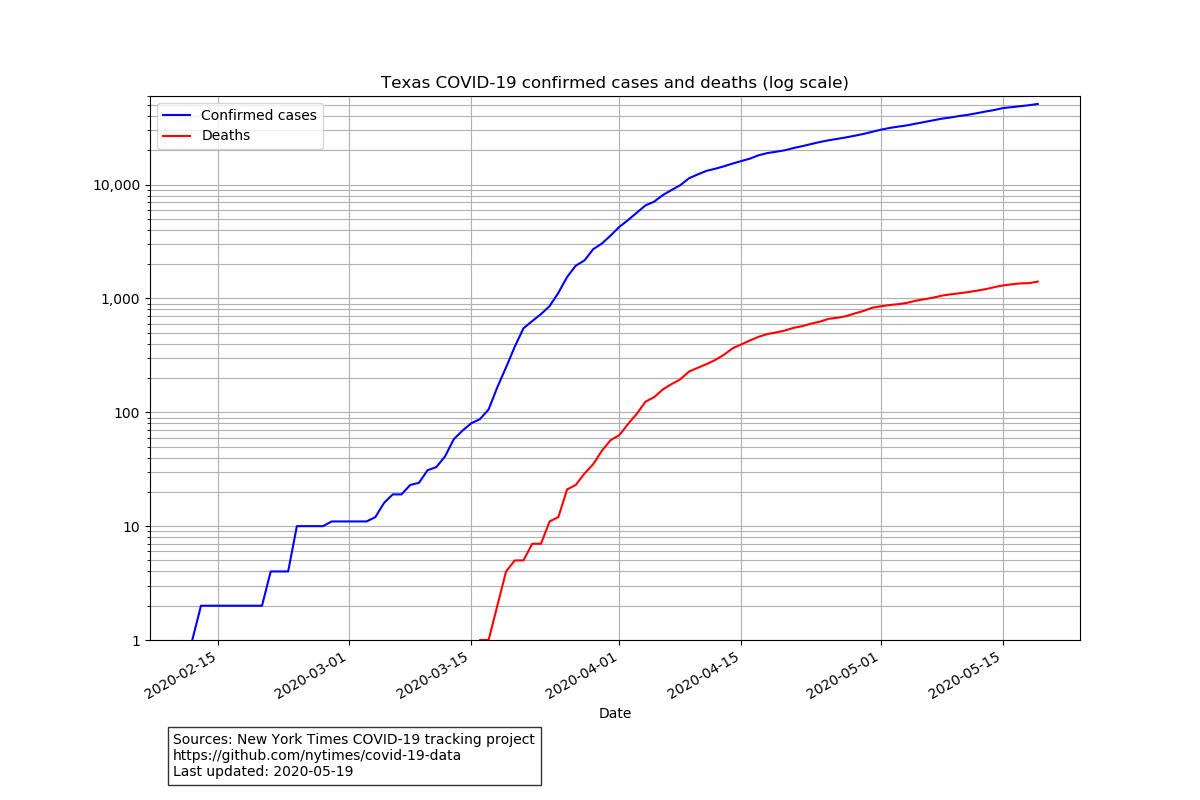 Texas COVID-19 confirmed cases and deaths (log scale)
Confirmed cases
Deaths
10,000
1,000
100
10
1
2020-02-15
2020-03-01
2020-03-15
2020-04-01
2020-04-15
2020-05-01
2020-05-15
Date
Sources: New York Times COVID-19 tracking project
https://github.com/nytimes/covid-19-data
Last updated: 2020-05-19